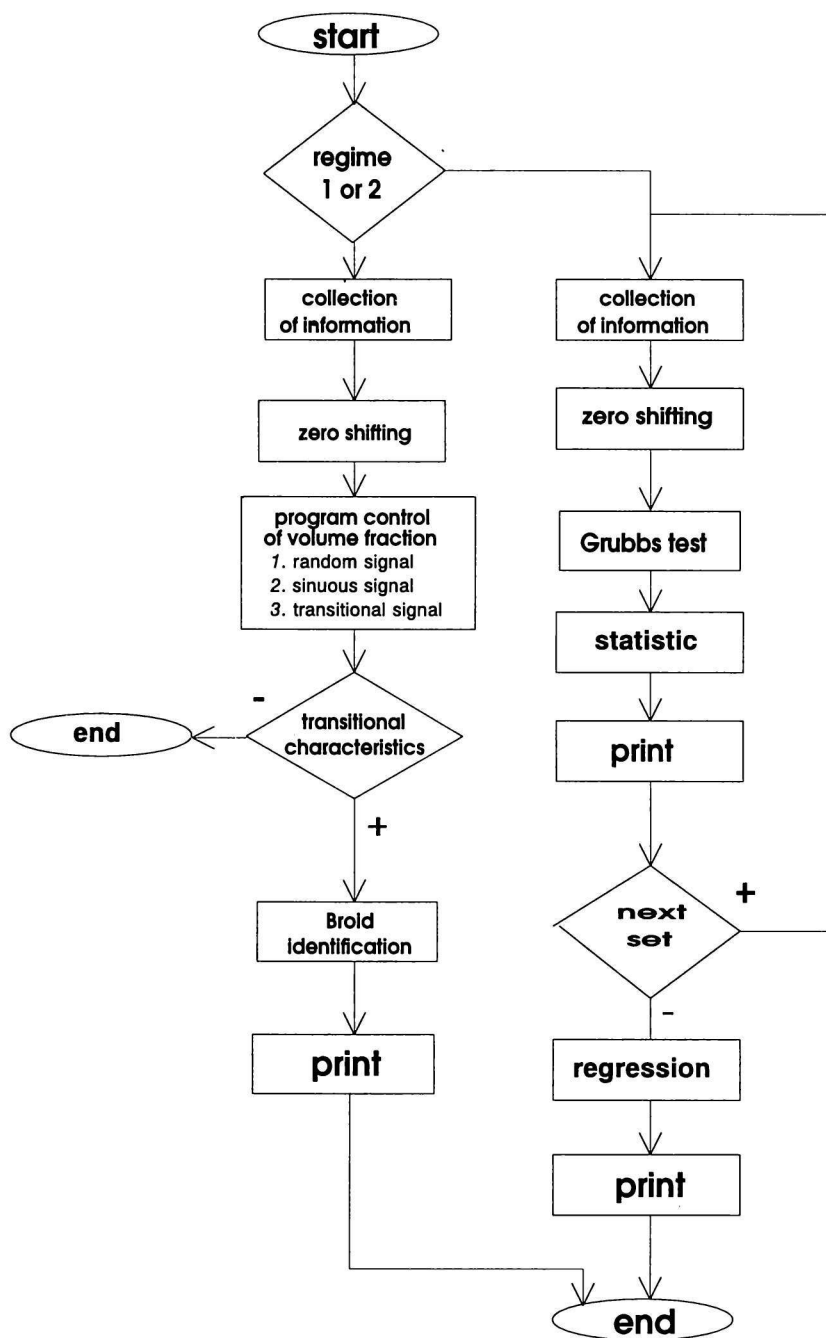 start
regime
1 or 2
collection
of information
zero shifting
program control
of volume fraction
1. random signal
2. sinuous signal
3. transitional signal
-
transitional
characteristics
end
+
Broid
identification
print
collection
of information
zero shifting
Grubbs test
statistic
print
next
set
+
-
regression
print
end